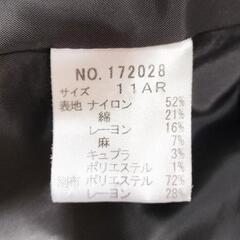 NO.172028
サイズ 11AR
表地 ナイロン 52%
綿 21%
レーヨン 16%
麻 7%
キュプラ 3%
ポリエステル 1%
別布 ポリエステル 72%
レーヨン 28%